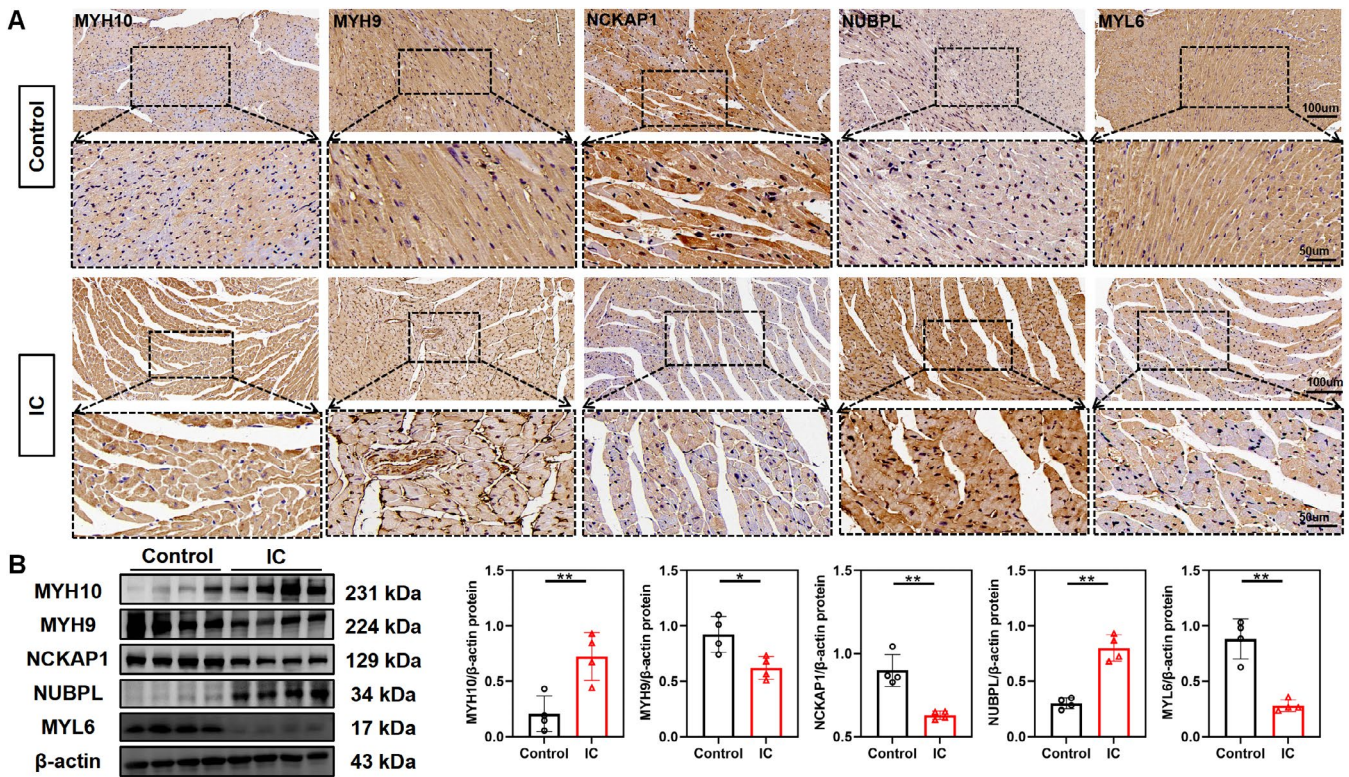 A
MYH10 MYH9 NCKAP1 NUBPL MYL6
Control
100um
50um
IC
100um
50um
B
Control IC
MYH10 231 kDa
MYH9 224 kDa
NCKAP1 129 kDa
NUBPL 34 kDa
MYL6 17 kDa
β-actin 43 kDa
MYH10/β-actin protein
1.5
1.0
0.5
0.0
**
Control IC
MYH9/β-actin protein
1.5
1.0
0.5
0.0
*
Control IC
NCKAP1/β-actin protein
1.5
1.0
0.5
**
Control IC
NUBPL/β-actin protein
1.5
1.0
0.5
0.0
**
Control IC
MYL6/β-actin protein
1.5
1.0
0.5
0.0
**
Control IC